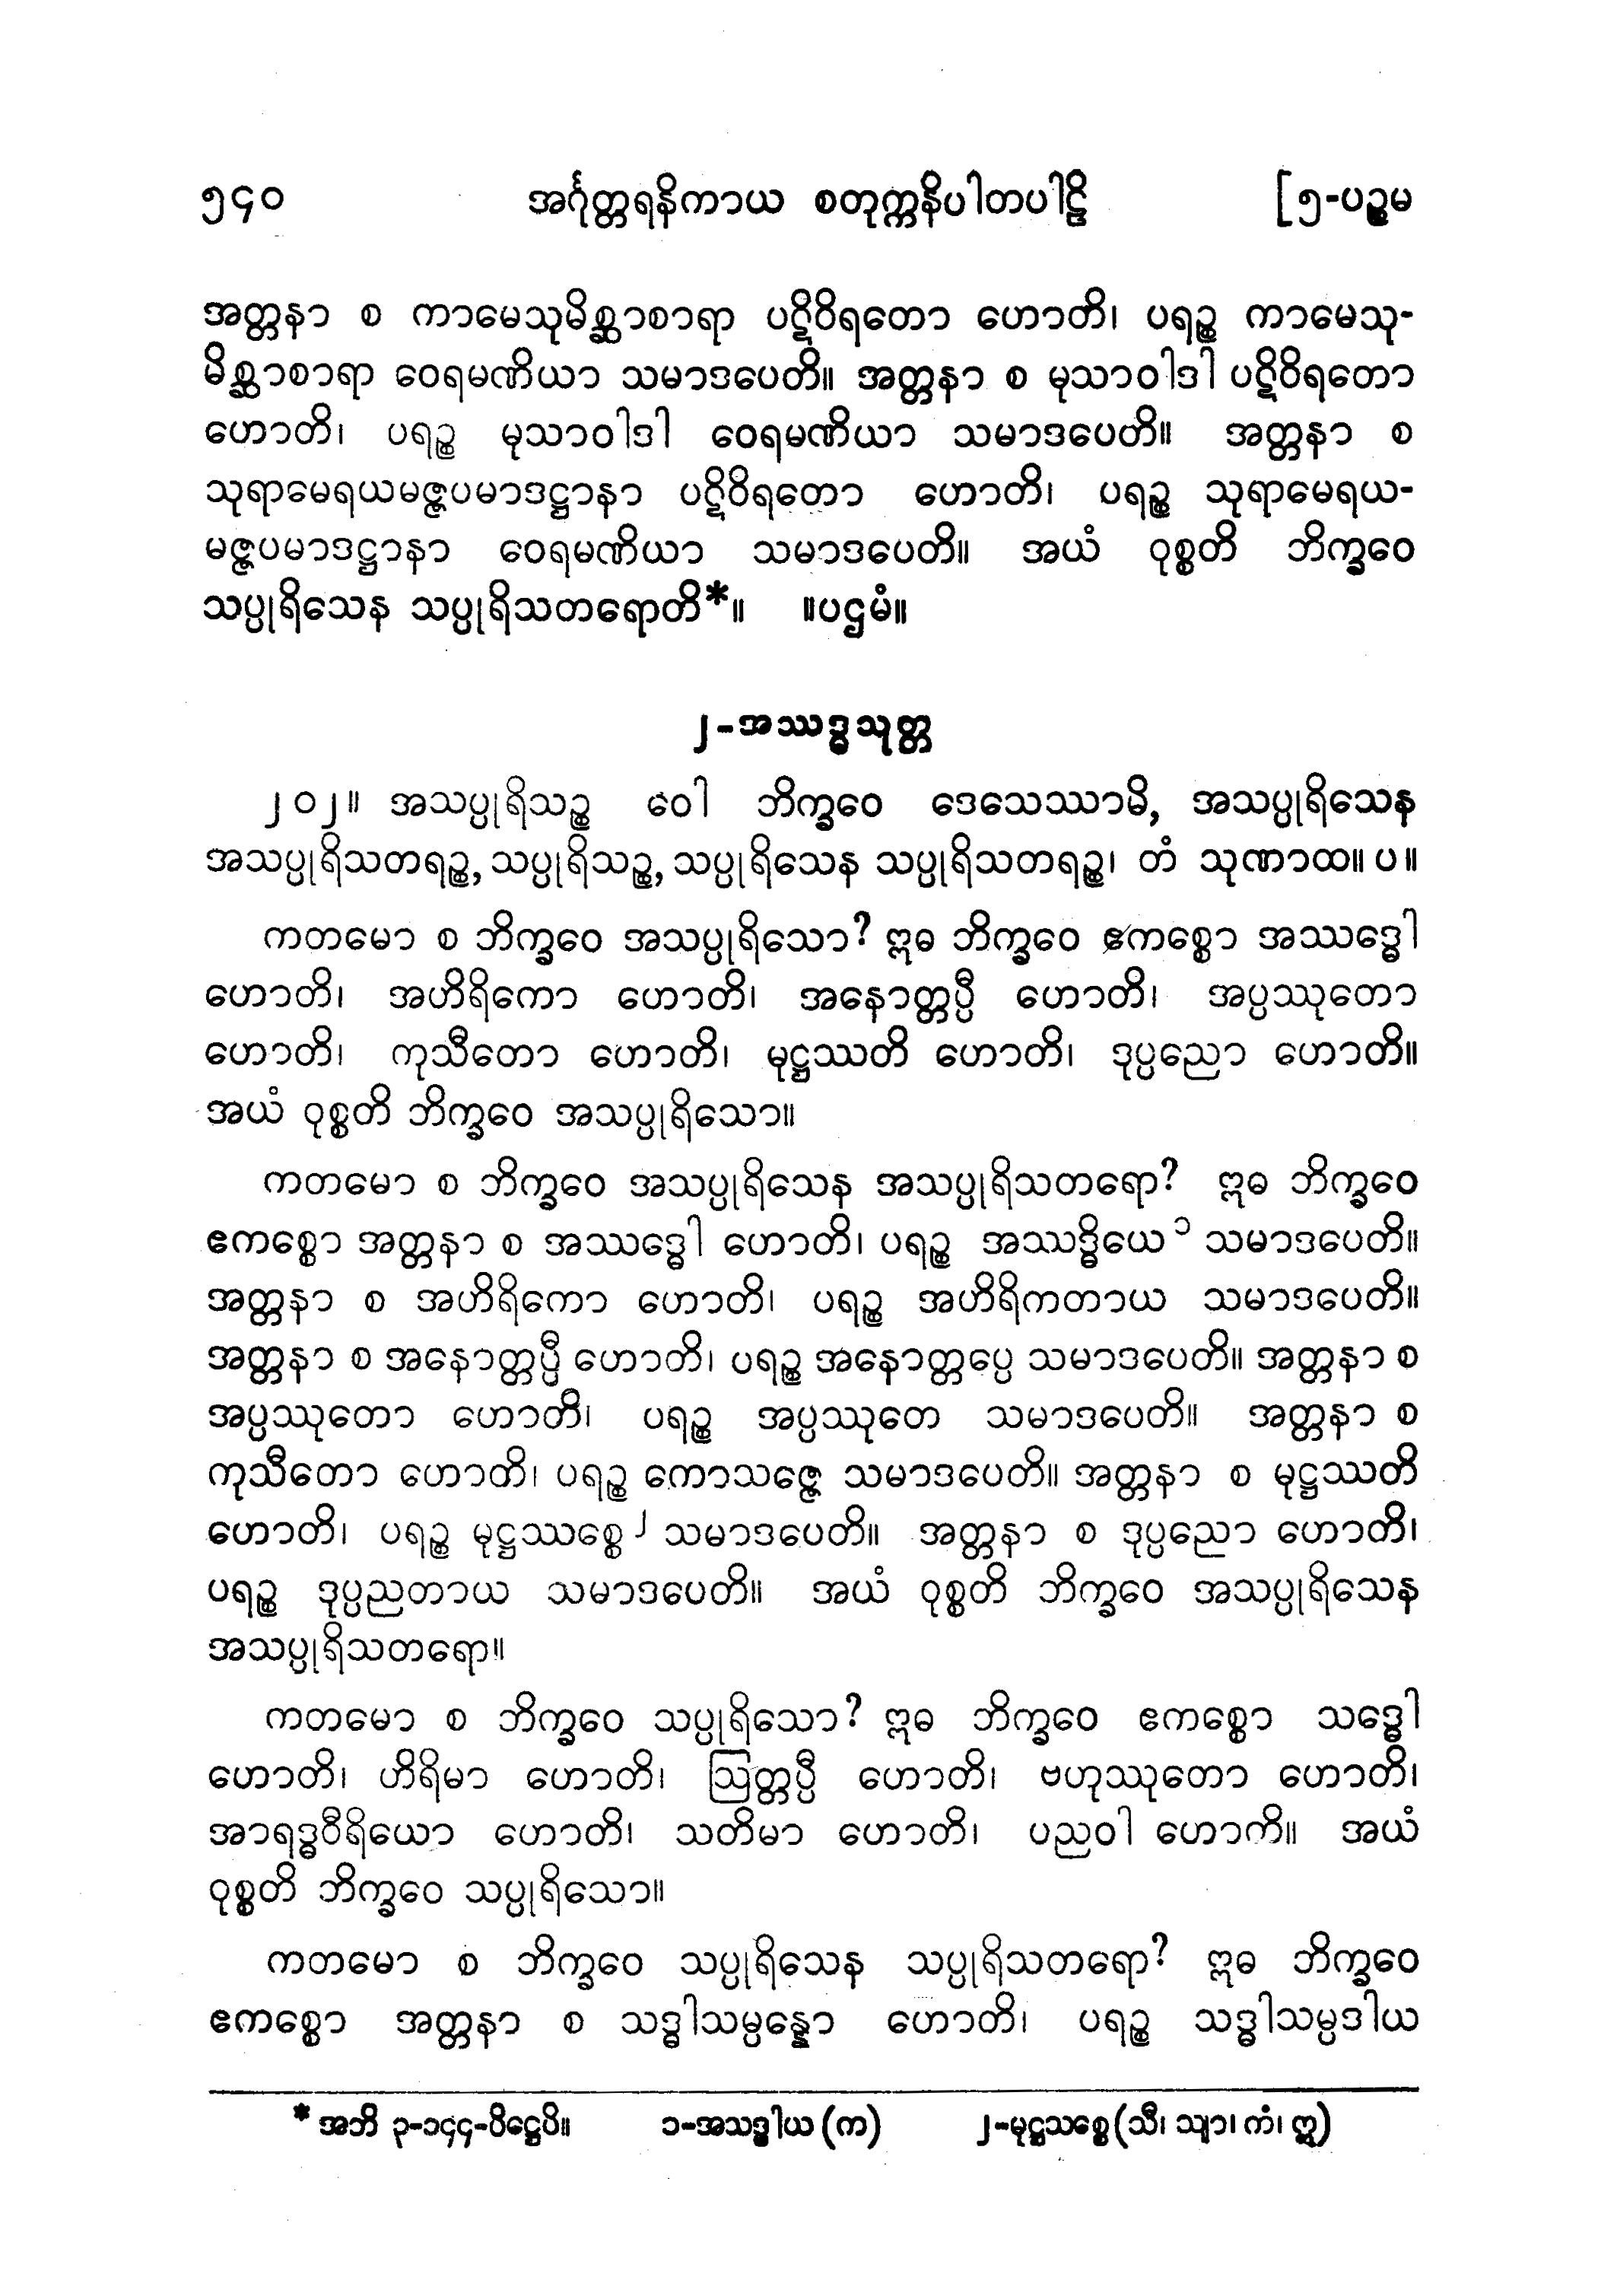 ၅၄၀ အင်္ဂုတ္တရနိကာယ စတုက္ကနိပါတပါဠိ [၅-ပဉ္စမ
အတ္တနာ စ ကာမေသုမိစ္ဆာစာရာ ပဋိဝိရတော ဟောတိ၊ ပရဉ္စ ကာမေသု-
မိစ္ဆာစာရာ ဝေရမဏိယာ သမာဒပေတိ။ အတ္တနာ စ မုသာဝါဒါ ပဋိဝိရတော
ဟောတိ၊ ပရဉ္စ မုသာဝါဒါ ဝေရမဏိယာ သမာဒပေတိ။ အတ္တနာ စ
သုရာမေရယမဇ္ဇပမာဒဋ္ဌာနာ ပဋိဝိရတော ဟောတိ၊ ပရဉ္စ သုရာမေရယ-
မဇ္ဇပမာဒဋ္ဌာနာ ဝေရမဏိယာ သမာဒပေတိ။ အယံ ဝုစ္စတိ ဘိက္ခဝေ
သပ္ပုရိသေန သပ္ပုရိသတရောတိ*။ ။ပဌမံ။
၂-အဿဒ္ဓသုတ္တ
၂၀၂။ အသပ္ပုရိသဉ္စ ဝေါ ဘိက္ခဝေ ဒေသေဿာမိ, အသပ္ပုရိသေန
အသပ္ပုရိသတရဉ္စ, သပ္ပုရိသဉ္စ, သပ္ပုရိသေန သပ္ပုရိသတရဉ္စ၊ တံ သုဏာထ။ ပ။
ကတမော စ ဘိက္ခဝေ အသပ္ပုရိသော? ဣဓ ဘိက္ခဝေ ဧကစ္စော အဿဒ္ဓေါ
ဟောတိ၊ အဟိရိကော ဟောတိ၊ အနောတ္တပ္ပီ ဟောတိ၊ အပ္ပဿုတော
ဟောတိ၊ ကုသီတော ဟောတိ၊ မုဋ္ဌဿတိ ဟောတိ၊ ဒုပ္ပညော ဟောတိ။
အယံ ဝုစ္စတိ ဘိက္ခဝေ အသပ္ပုရိသော။
ကတမော စ ဘိက္ခဝေ အသပ္ပုရိသေန အသပ္ပုရိသတရော? ဣဓ ဘိက္ခဝေ
ဧကစ္စော အတ္တနာ စ အဿဒ္ဓေါ ဟောတိ၊ ပရဉ္စ အဿဒ္ဓိယေ ၁ သမာဒပေတိ။
အတ္တနာ စ အဟိရိကော ဟောတိ၊ ပရဉ္စ အဟိရိကတာယ သမာဒပေတိ။
အတ္တနာ စ အနောတ္တပ္ပီ ဟောတိ၊ ပရဉ္စ အနောတ္တပ္ပေ သမာဒပေတိ။ အတ္တနာ စ
အပ္ပဿုတော ဟောတိ၊ ပရဉ္စ အပ္ပဿုတေ သမာဒပေတိ။ အတ္တနာ စ
ကုသီတော ဟောတိ၊ ပရဉ္စ ကောသဇ္ဇေ သမာဒပေတိ။ အတ္တနာ စ မုဋ္ဌဿတိ
ဟောတိ၊ ပရဉ္စ မုဋ္ဌဿစ္စေ ၂ သမာဒပေတိ။ အတ္တနာ စ ဒုပ္ပညော ဟောတိ၊
ပရဉ္စ ဒုပ္ပညတာယ သမာဒပေတိ။ အယံ ဝုစ္စတိ ဘိက္ခဝေ အသပ္ပုရိသေန
အသပ္ပုရိသတရော။
ကတမော စ ဘိက္ခဝေ သပ္ပုရိသော? ဣဓ ဘိက္ခဝေ ဧကစ္စော သဒ္ဓေါ
ဟောတိ၊ ဟိရိမာ ဟောတိ၊ ဩတ္တပ္ပီ ဟောတိ၊ ဗဟုဿုတော ဟောတိ၊
အာရဒ္ဓဝီရိယော ဟောတိ၊ သတိမာ ဟောတိ၊ ပညဝါ ဟောကိ။ အယံ
ဝုစ္စတိ ဘိက္ခဝေ သပ္ပုရိသော။
ကတမော စ ဘိက္ခဝေ သပ္ပုရိသေန သပ္ပုရိသတရော? ဣဓ ဘိက္ခဝေ
ဧကစ္စော အတ္တနာ စ သဒ္ဓါသမ္ပန္နော ဟောတိ၊ ပရဉ္စ သဒ္ဓါသမ္ပဒါယ
* အဘိ ၃-၁၄၄-ပိဋ္ဌေပိ။ ၁-အသဒ္ဓါယ (က) ၂-မုဋ္ဌသစ္စေ (သီ၊ သျာ၊ ကံ၊ ဣ)